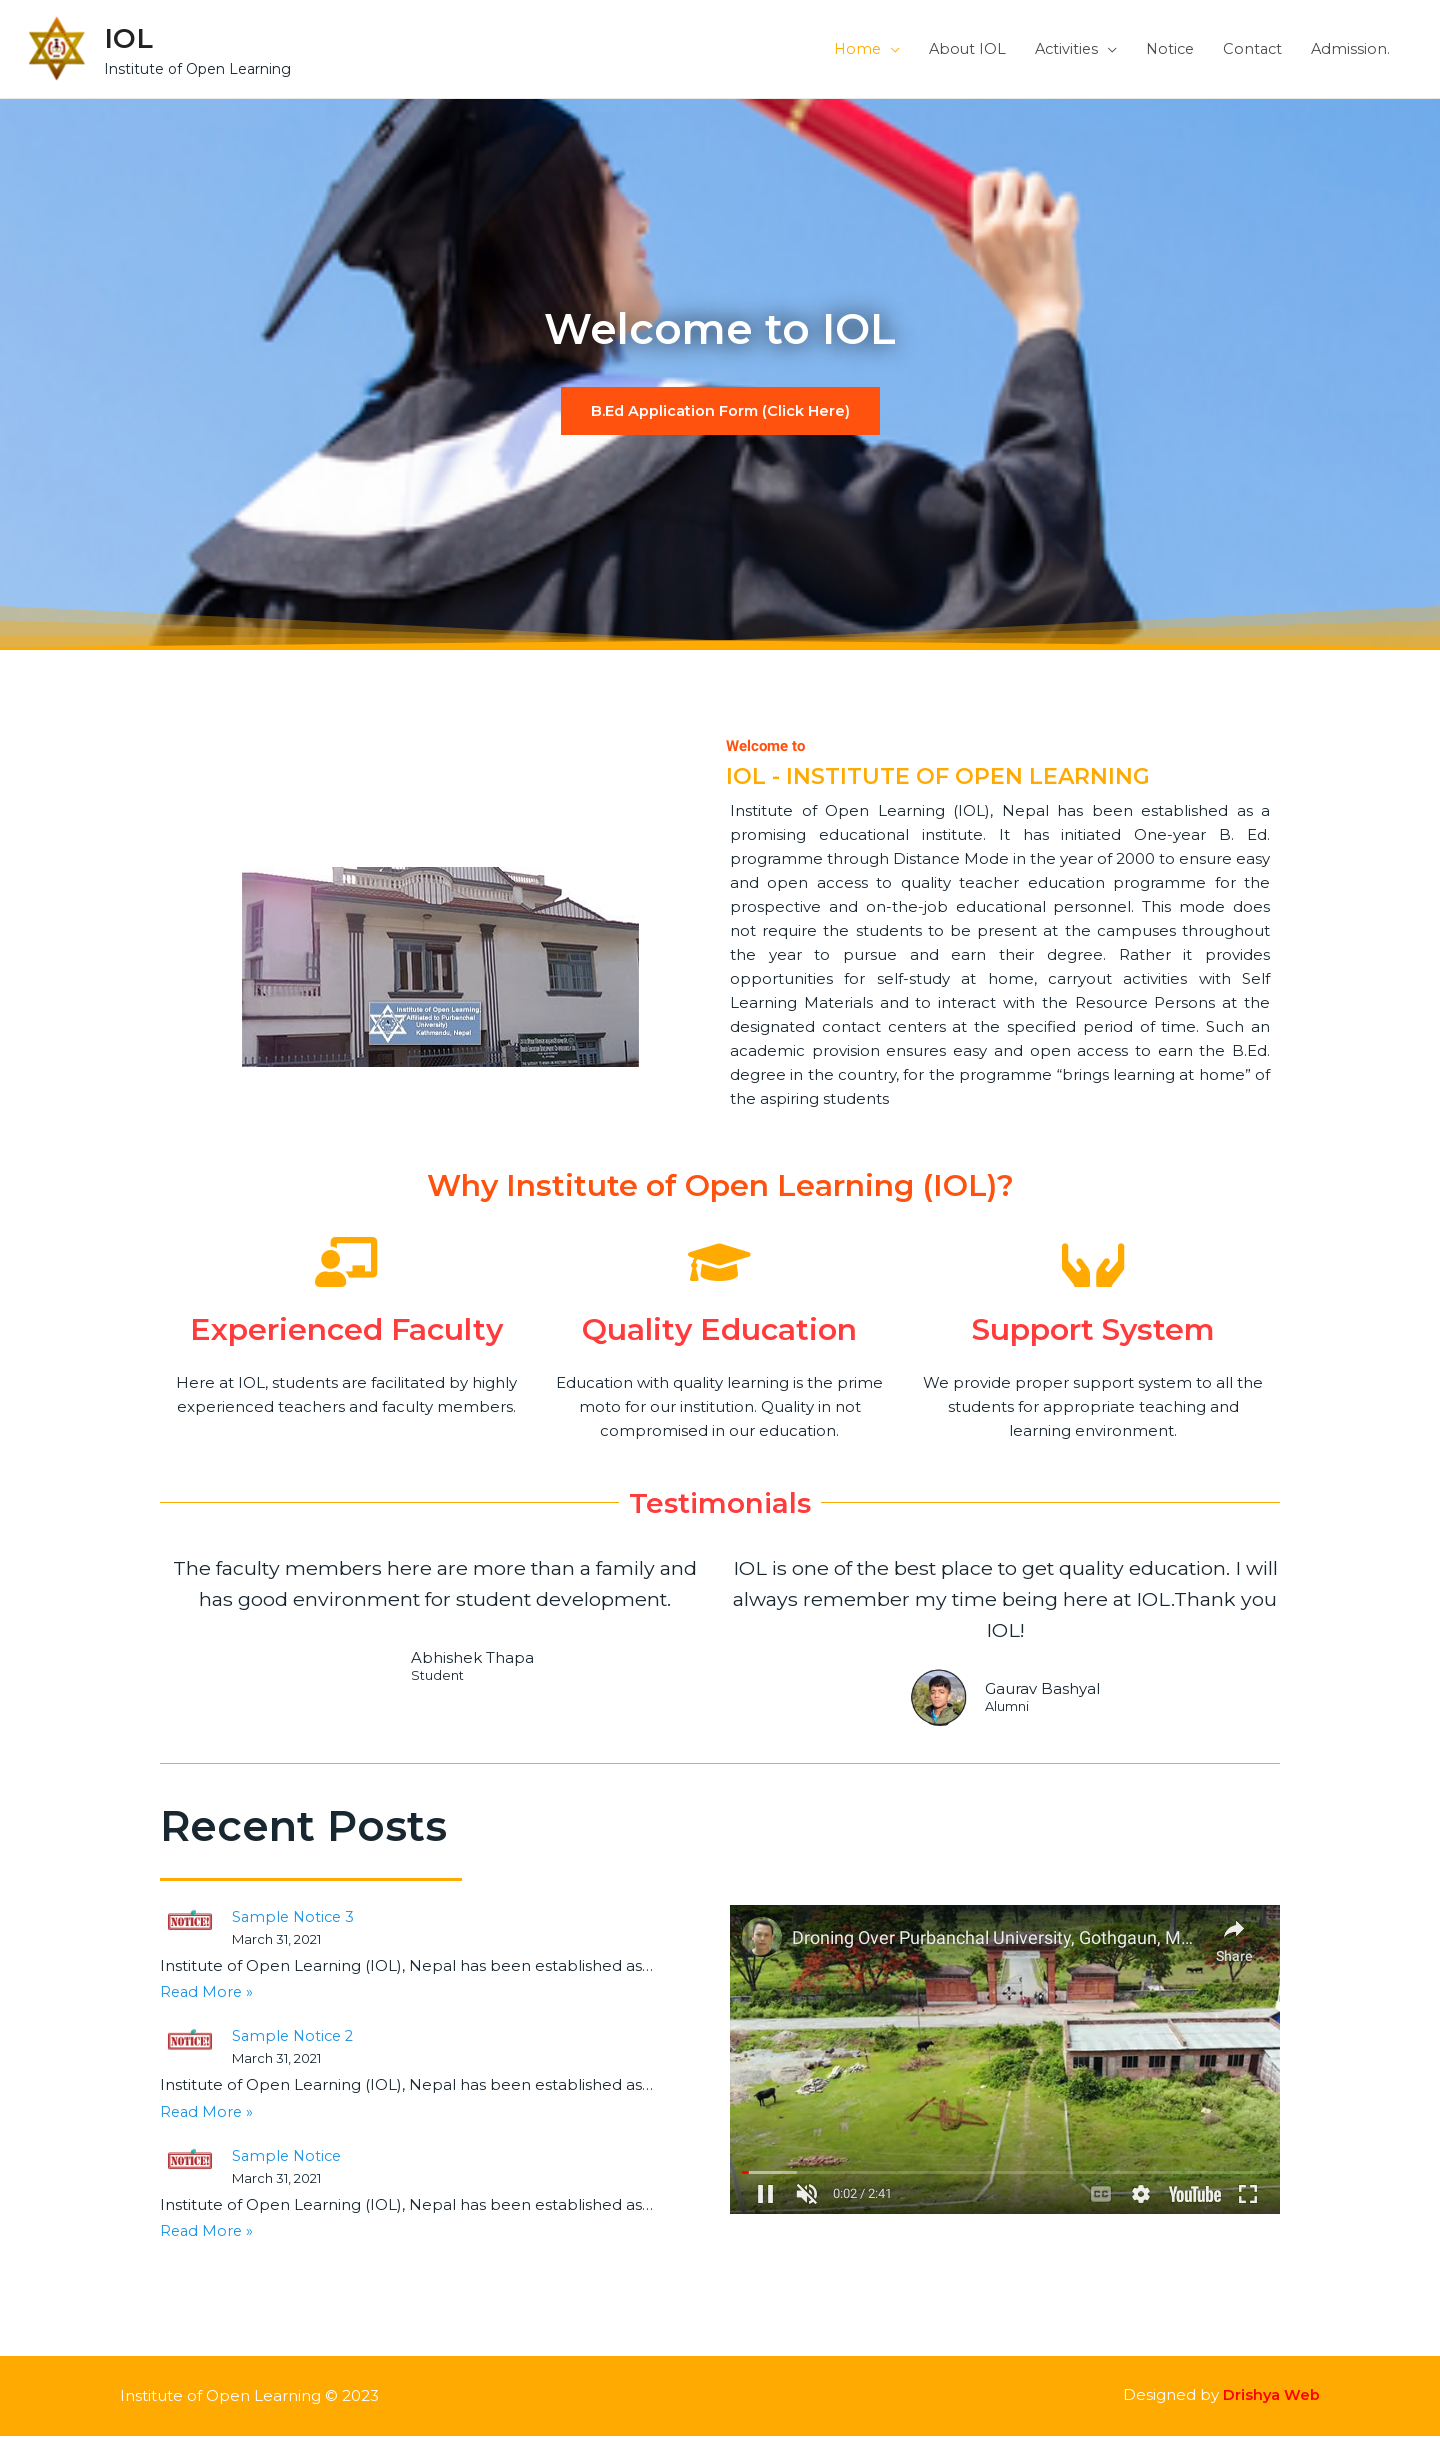 IOL
Institute of Open Learning
Home
About IOL
Activities
Notice
Contact
Admission.
Welcome to IOL
B.Ed Application Form (Click Here)
Welcome to
IOL - INSTITUTE OF OPEN LEARNING
Institute of Open Learning (IOL), Nepal has been established as a
promising educational institute. It has initiated One-year B. Ed.
programme through Distance Mode in the year of 2000 to ensure easy
and open access to quality teacher education programme for the
prospective and on-the-job educational personnel. This mode does
not require the students to be present at the campuses throughout
the year to pursue and earn their degree. Rather it provides
opportunities for self-study at home, carryout activities with Self
Learning Materials and to interact with the Resource Persons at the
designated contact centers at the specified period of time. Such an
academic provision ensures easy and open access to earn the B.Ed.
degree in the country, for the programme “brings learning at home” of
the aspiring students
Institute of Open Learning
(Affiliated to Purbanchal
University)
Kathmandu, Nepal
Why Institute of Open Learning (IOL)?
Experienced Faculty
Here at IOL, students are facilitated by highly
experienced teachers and faculty members.
Quality Education
Education with quality learning is the prime
moto for our institution. Quality in not
compromised in our education.
Support System
We provide proper support system to all the
students for appropriate teaching and
learning environment.
Testimonials
The faculty members here are more than a family and
has good environment for student development.
Abhishek Thapa
Student
IOL is one of the best place to get quality education. I will
always remember my time being here at IOL.Thank you
IOL!
Gaurav Bashyal
Alumni
Recent Posts
NOTICE!
Sample Notice 3
March 31, 2021
Institute of Open Learning (IOL), Nepal has been established as...
Read More »
NOTICE!
Sample Notice 2
March 31, 2021
Institute of Open Learning (IOL), Nepal has been established as...
Read More »
NOTICE!
Sample Notice
March 31, 2021
Institute of Open Learning (IOL), Nepal has been established as...
Read More »
Droning Over Purbanchal University, Gothgaun, M...
Share
0:02 / 2:41
CC
YouTube
Institute of Open Learning © 2023
Designed by Drishya Web